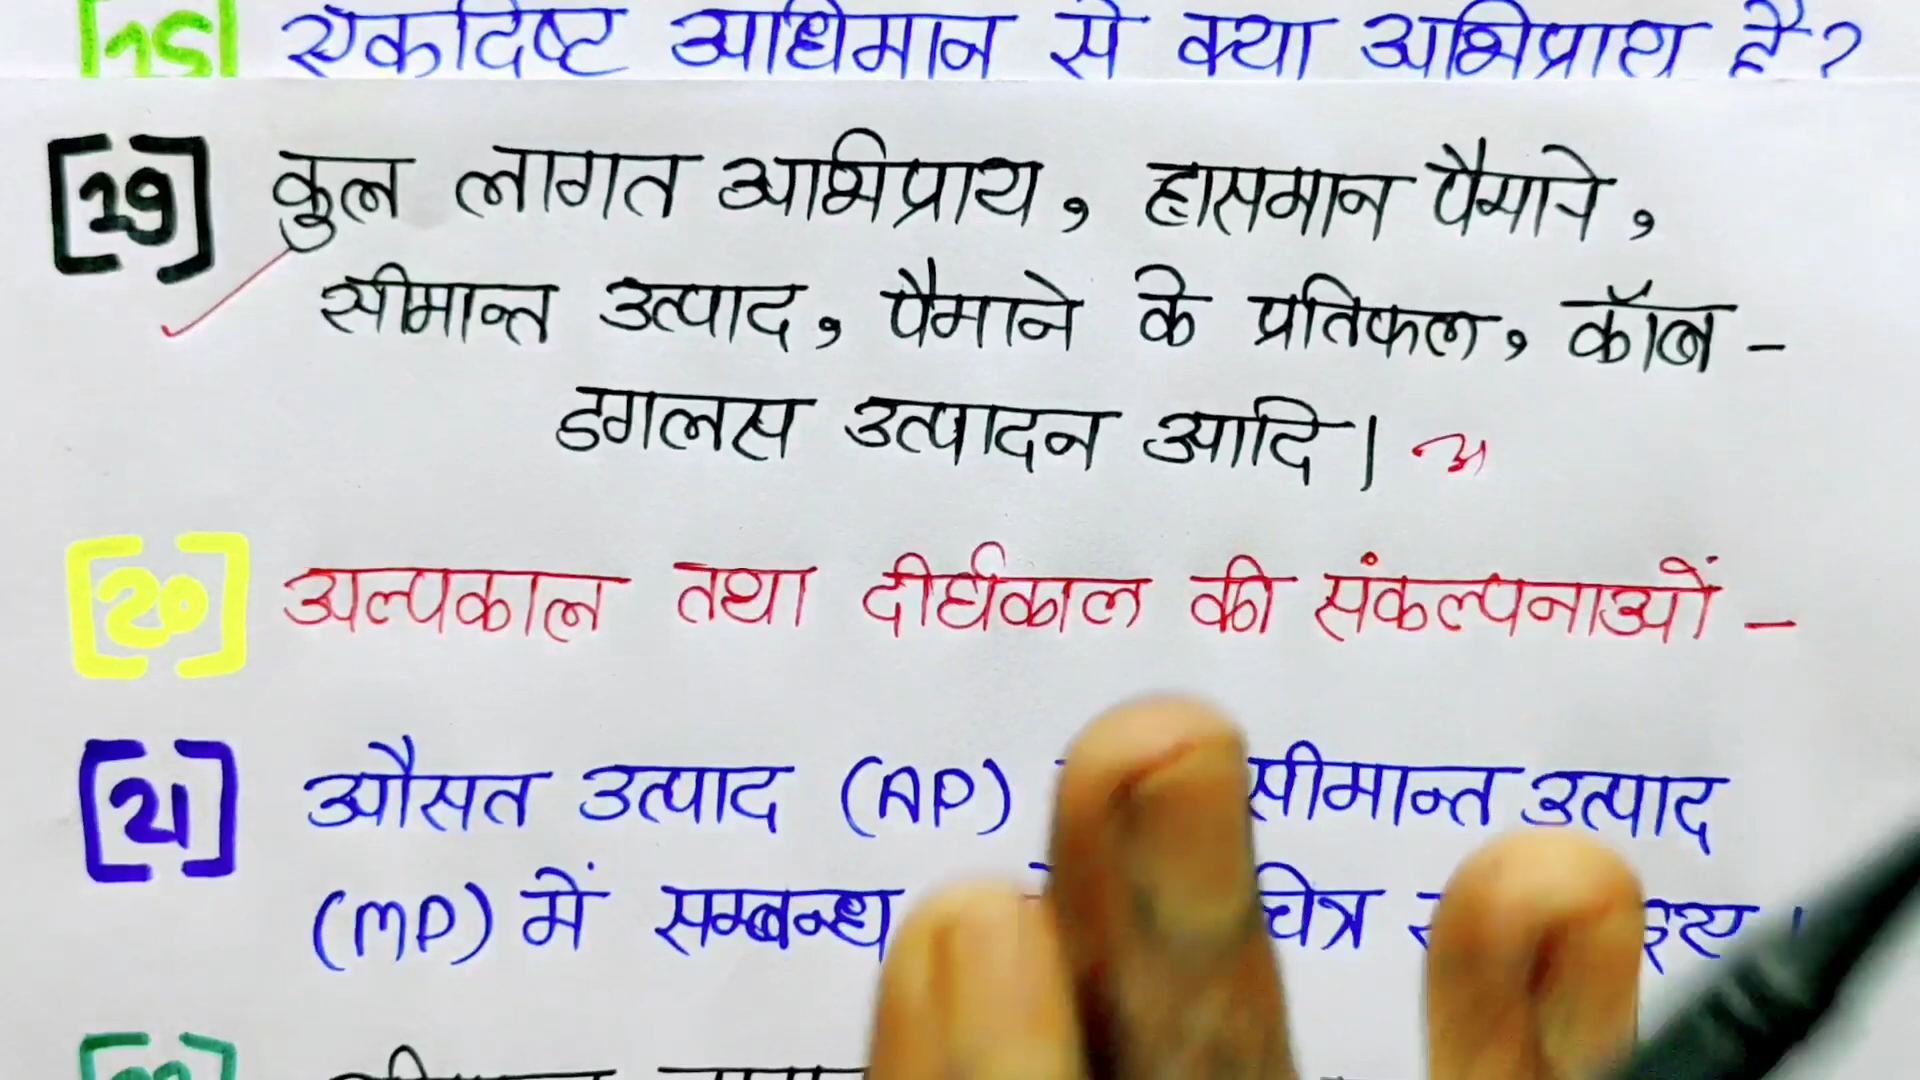 [15] एकदिष्ट अधिमान से क्या अभिप्राय है?
[19] कुल लागत अभिप्राय, ह्रासमान पैमाने,
सीमान्त उत्पाद, पैमाने के प्रतिफल, कॉब -
डगलस उत्पादन आदि।
[20] अल्पकाल तथा दीर्घकाल की संकल्पनाओं -
[21] औसत उत्पाद (AP) सीमान्त उत्पाद
(MP) में सम्बन्ध चित्र